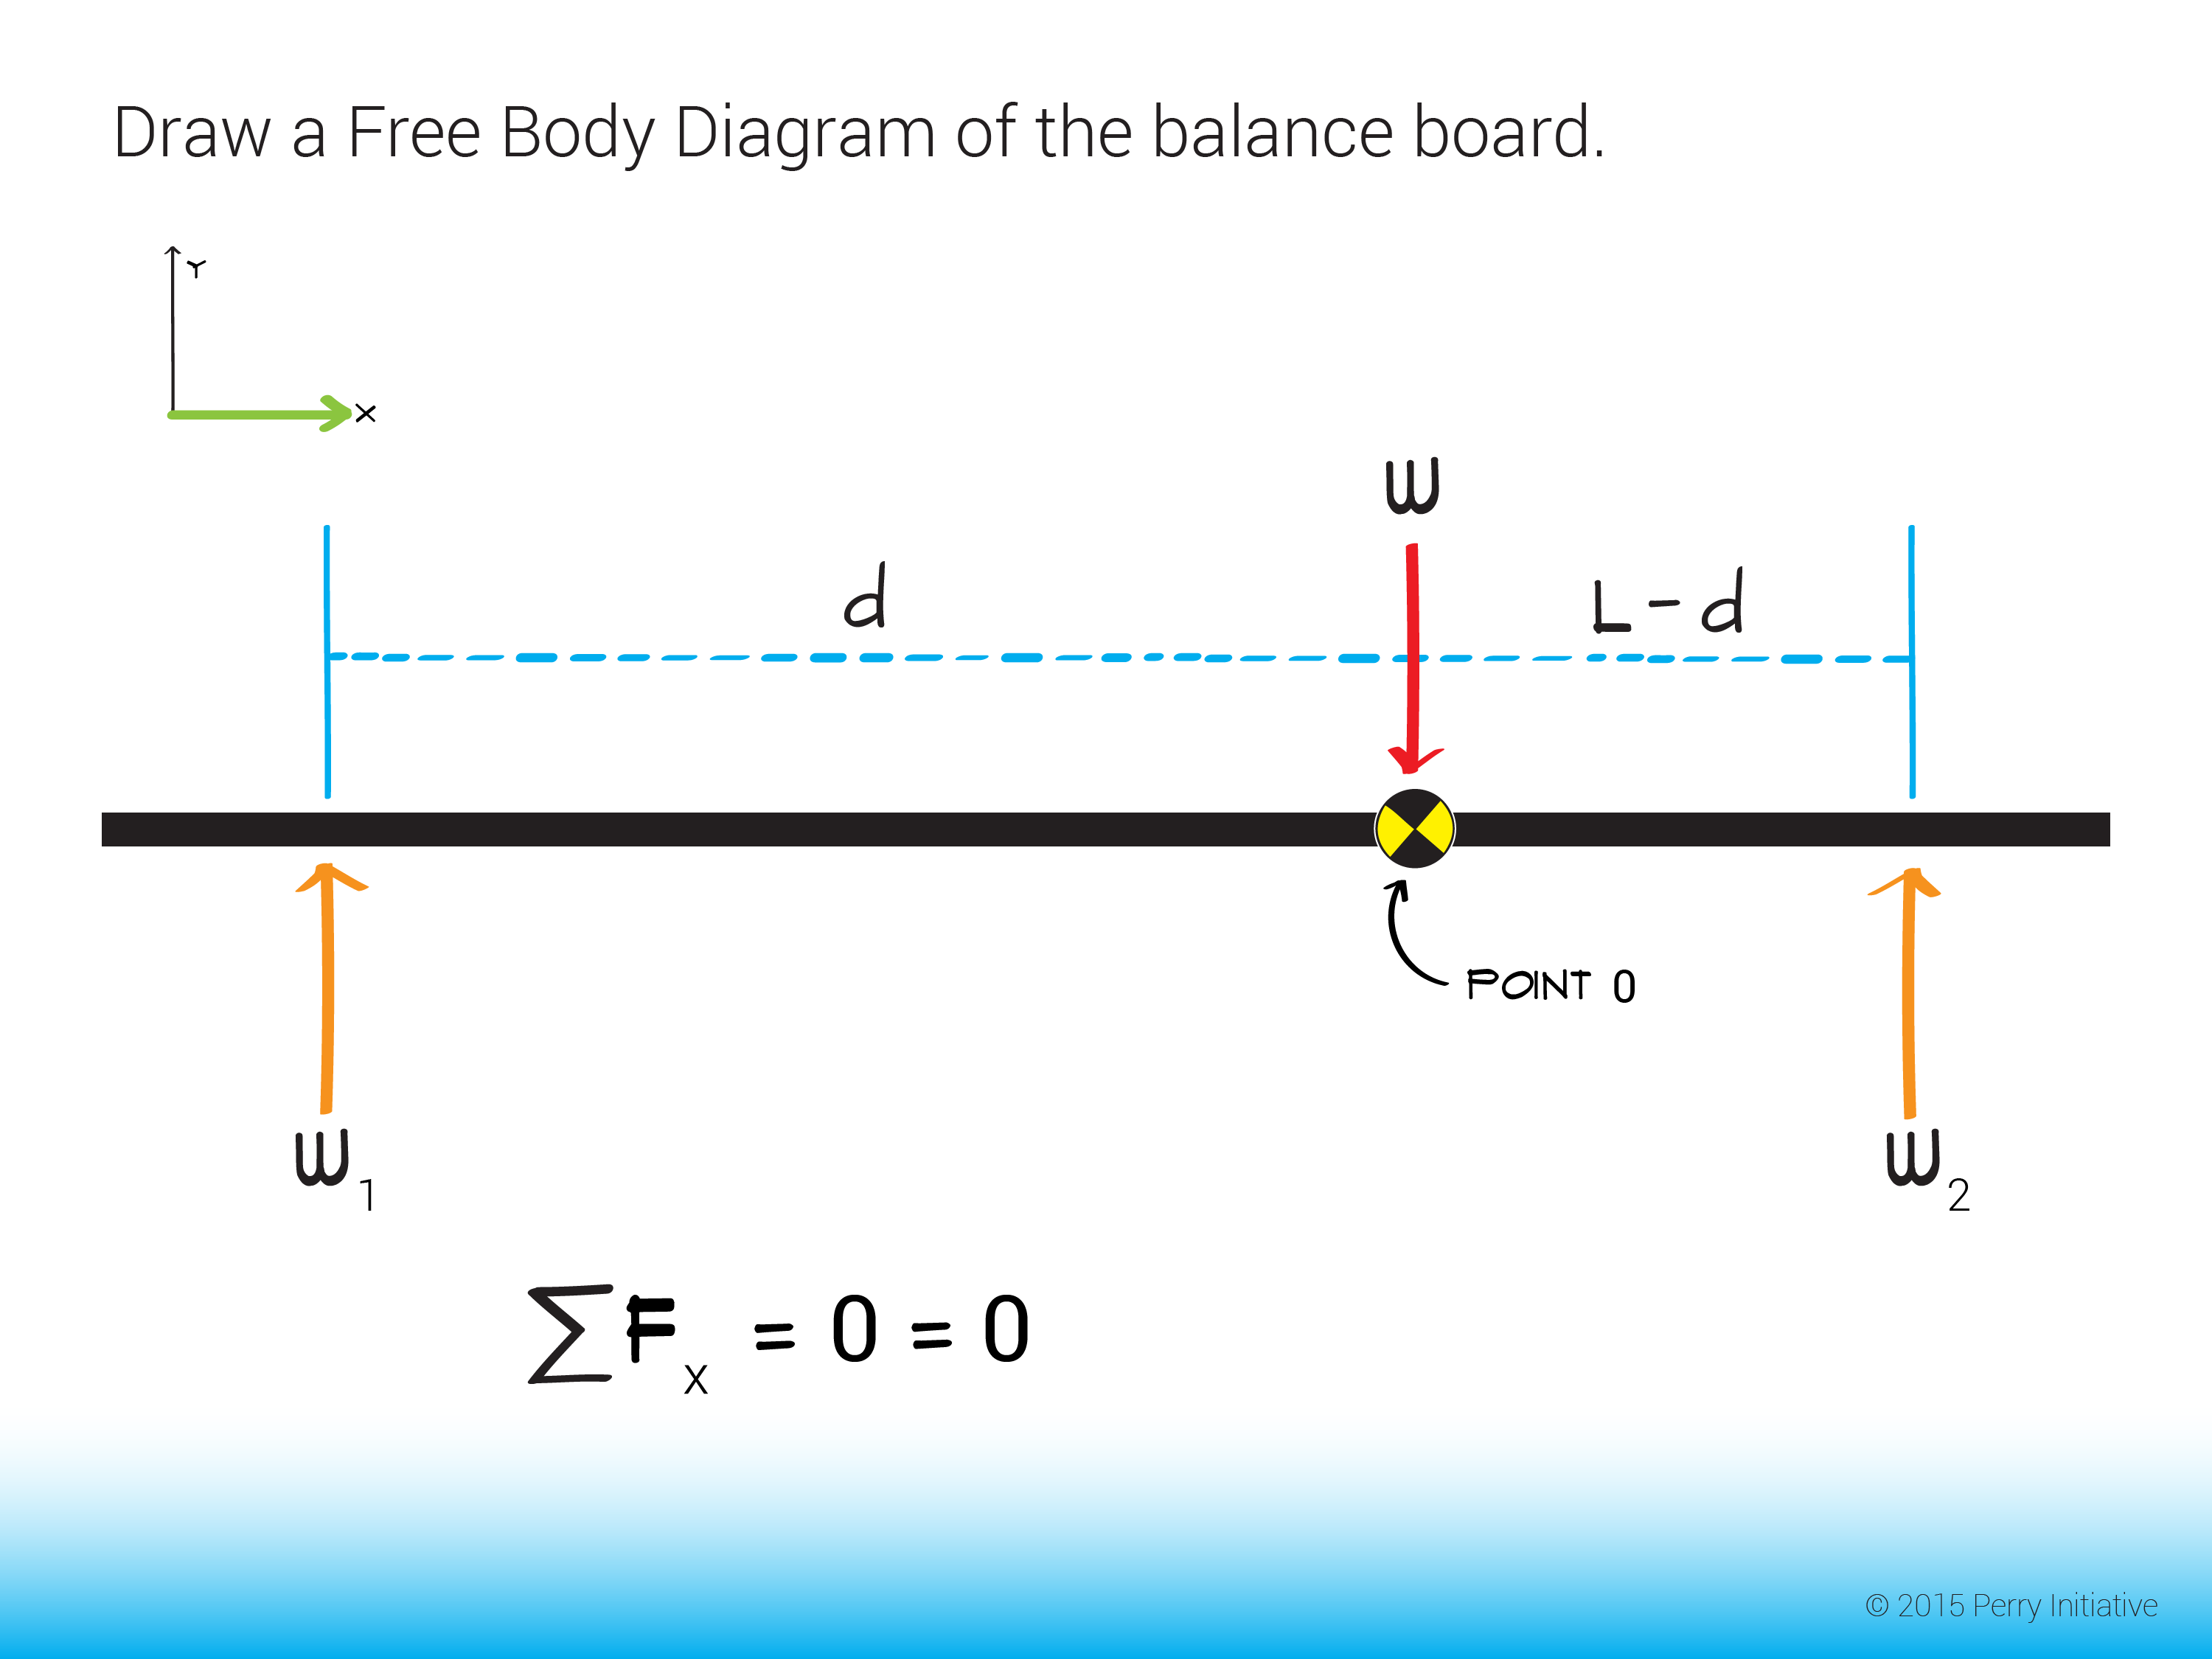 Draw a Free Body Diagram of the balance board.
Y
X
W
d
L - d
POINT 0
W1
W2
∑Fx = 0 = 0
© 2015 Perry Initiative